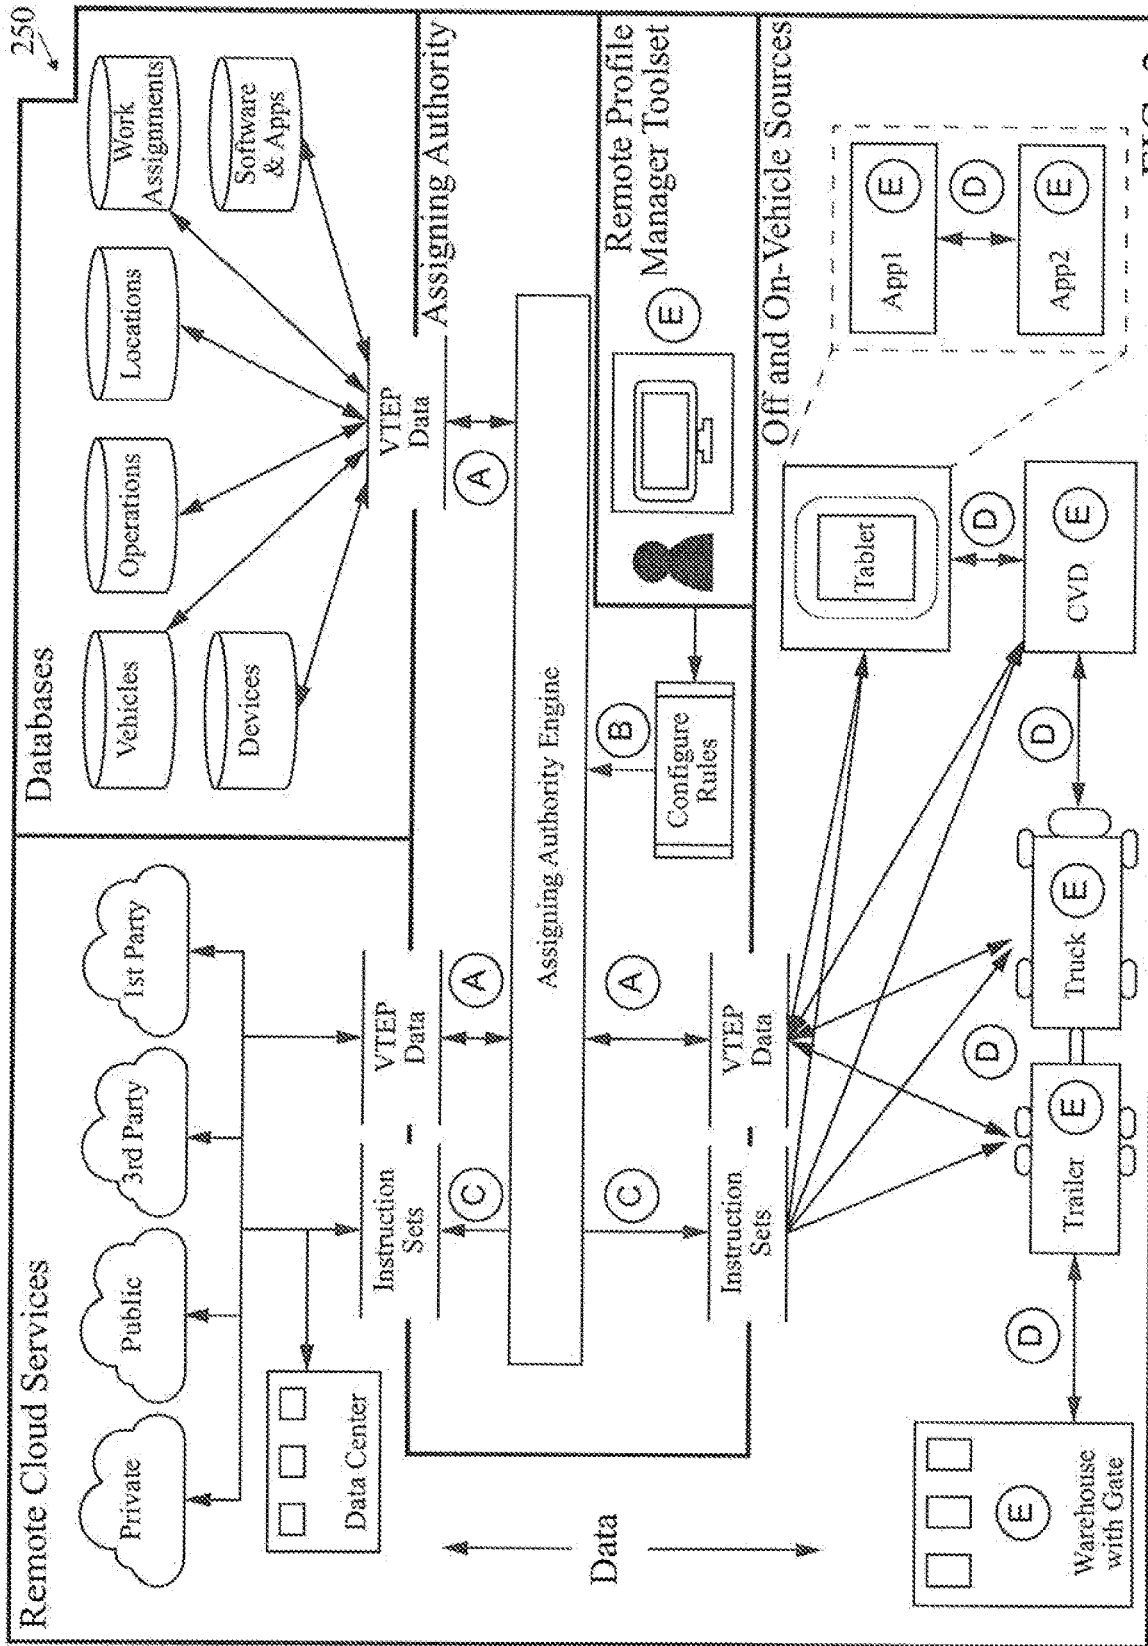 250
Remote Cloud Services
Private
Public
3rd Party
1st Party
Data Center
Databases
Vehicles
Operations
Locations
Work
Assignments
Devices
Software
& Apps
Instruction
Sets
VTEP
Data
VTEP
Data
Assigning Authority
C
A
A
Assigning Authority Engine
Data
C
A
B
Configure
Rules
Remote Profile
Manager Toolset
E
Instruction
Sets
VTEP
Data
Off and On-Vehicle Sources
Tablet
App1
E
D
App2
E
D
Warehouse
with Gate
E
D
Trailer
E
D
Truck
E
D
CVD
E